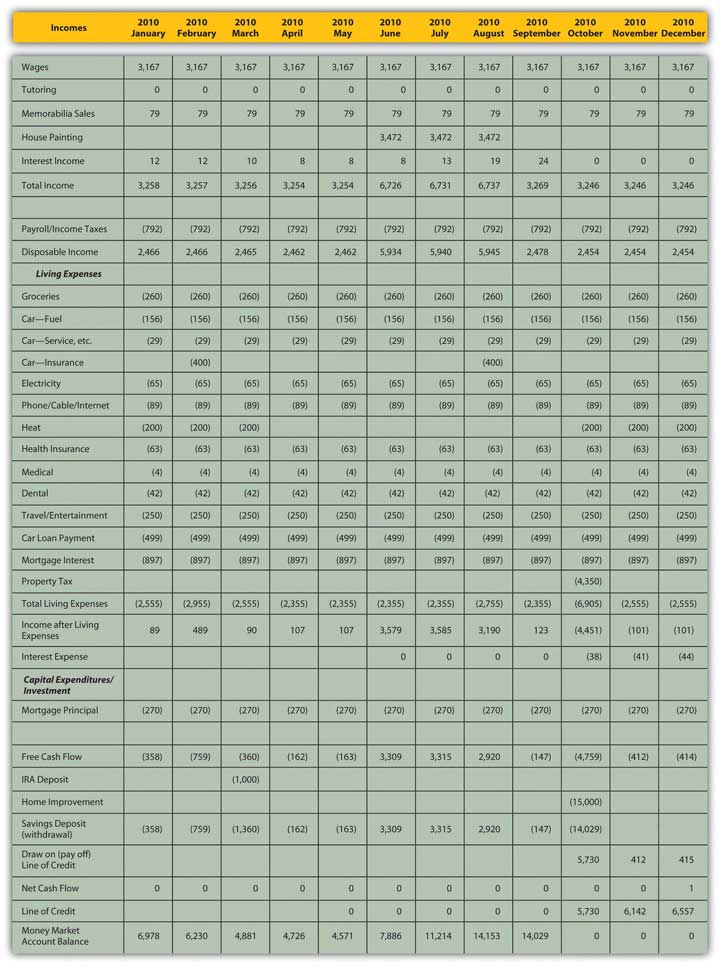 Incomes 2010 January 2010 February 2010 March 2010 April 2010 May 2010 June 2010 July 2010 August 2010 September 2010 October 2010 November 2010 December
Wages 3,167 3,167 3,167 3,167 3,167 3,167 3,167 3,167 3,167 3,167 3,167 3,167
Tutoring 0 0 0 0 0 0 0 0 0 0 0 0
Memorabilia Sales 79 79 79 79 79 79 79 79 79 79 79 79
House Painting 3,472 3,472 3,472
Interest Income 12 12 10 8 8 8 13 19 24 0 0 0
Total Income 3,258 3,257 3,256 3,254 3,254 6,726 6,731 6,737 3,269 3,246 3,246 3,246
Payroll/Income Taxes (792) (792) (792) (792) (792) (792) (792) (792) (792) (792) (792) (792)
Disposable Income 2,466 2,466 2,465 2,462 2,462 5,934 5,940 5,945 2,478 2,454 2,454 2,454
Living Expenses
Groceries (260) (260) (260) (260) (260) (260) (260) (260) (260) (260) (260) (260)
Car—Fuel (156) (156) (156) (156) (156) (156) (156) (156) (156) (156) (156) (156)
Car—Service, etc. (29) (29) (29) (29) (29) (29) (29) (29) (29) (29) (29) (29)
Car—Insurance (400) (400)
Electricity (65) (65) (65) (65) (65) (65) (65) (65) (65) (65) (65) (65)
Phone/Cable/Internet (89) (89) (89) (89) (89) (89) (89) (89) (89) (89) (89) (89)
Heat (200) (200) (200) (200) (200) (200)
Health Insurance (63) (63) (63) (63) (63) (63) (63) (63) (63) (63) (63) (63)
Medical (4) (4) (4) (4) (4) (4) (4) (4) (4) (4) (4) (4)
Dental (42) (42) (42) (42) (42) (42) (42) (42) (42) (42) (42) (42)
Travel/Entertainment (250) (250) (250) (250) (250) (250) (250) (250) (250) (250) (250) (250)
Car Loan Payment (499) (499) (499) (499) (499) (499) (499) (499) (499) (499) (499) (499)
Mortgage Interest (897) (897) (897) (897) (897) (897) (897) (897) (897) (897) (897) (897)
Property Tax (4,350)
Total Living Expenses (2,555) (2,955) (2,555) (2,355) (2,355) (2,355) (2,355) (2,755) (2,355) (6,905) (2,555) (2,555)
Income after Living
Expenses 89 489 90 107 107 3,579 3,585 3,190 123 (4,451) (101) (101)
Interest Expense 0 0 0 0 (38) (41) (44)
Capital Expenditures/
Investment
Mortgage Principal (270) (270) (270) (270) (270) (270) (270) (270) (270) (270) (270) (270)
Free Cash Flow (358) (759) (360) (162) (163) 3,309 3,315 2,920 (147) (4,759) (412) (414)
IRA Deposit (1,000)
Home Improvement (15,000)
Savings Deposit
(withdrawal) (358) (759) (1,360) (162) (163) 3,309 3,315 2,920 (147) (14,029)
Draw on (pay off)
Line of Credit 5,730 412 415
Net Cash Flow 0 0 0 0 0 0 0 0 0 0 0 1
Line of Credit 0 0 0 0 0 5,730 6,142 6,557
Money Market
Account Balance 6,978 6,230 4,881 4,726 4,571 7,886 11,214 14,153 14,029 0 0 0